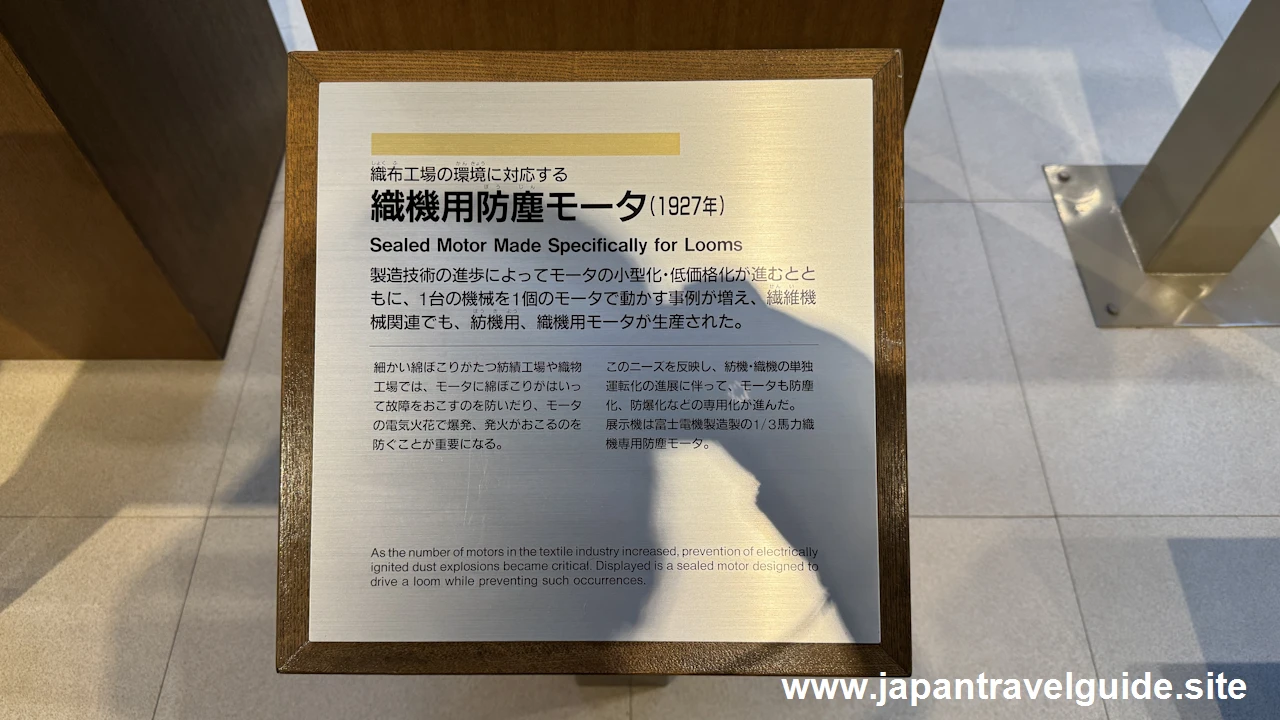 織布工場の環境に対応する
織機用防塵モータ(1927年)
Sealed Motor Made Specifically for Looms
製造技術の進歩によってモータの小型化・低価格化が進むとと
もに、1台の機械を1個のモータで動かす事例が増え、繊維機
械関連でも、紡機用、織機用モータが生産された。
細かい綿ぼこりがたつ紡績工場や織物
工場では、モータに綿ぼこりがはいっ
て故障をおこすのを防いだり、モータ
の電気火花で爆発、発火がおこるのを
防ぐことが重要になる。
このニーズを反映し、紡機・織機の単独
運転化の進展に伴って、モータも防塵
化、防爆化などの専用化が進んだ。
展示機は富士電機製造製の1/3馬力織
機専用防塵モータ。
As the number of motors in the textile industry increased, prevention of electrically
ignited dust explosions became critical. Displayed is a sealed motor designed to
drive a loom while preventing such occurrences.
www.japantravelguide.site